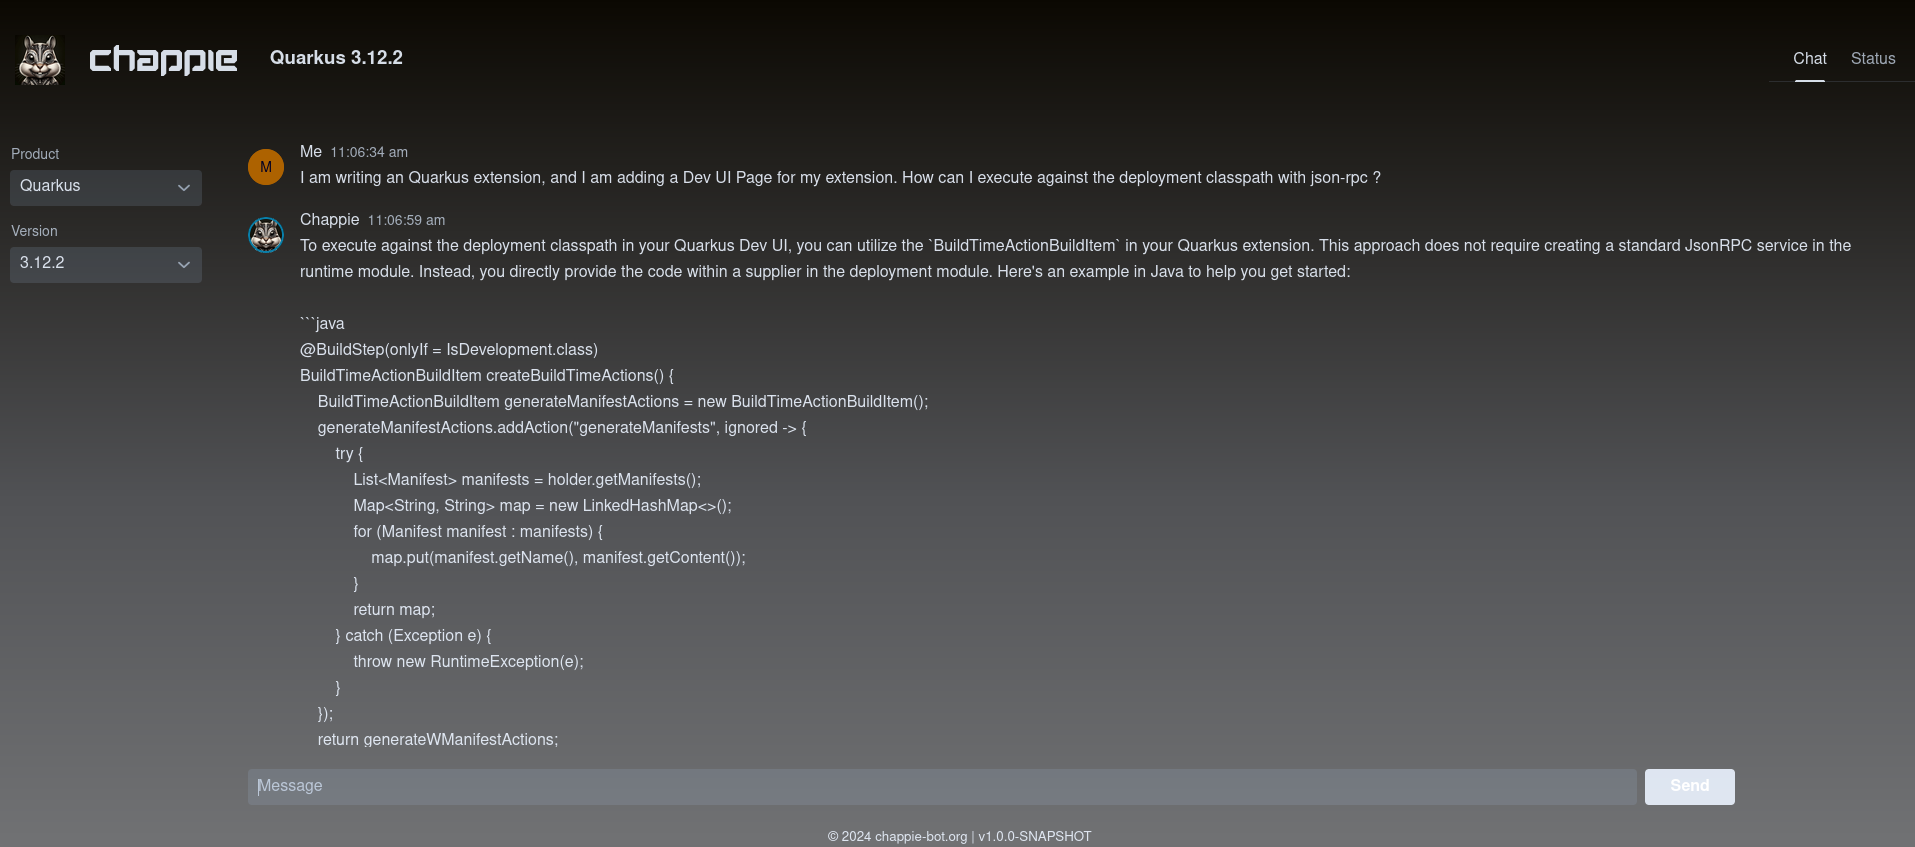 chappie
Quarkus 3.12.2
Chat
Status
Product
Quarkus
Version
3.12.2
M
Me 11:06:34 am
I am writing an Quarkus extension, and I am adding a Dev UI Page for my extension. How can I execute against the deployment classpath with json-rpc ?
Chappie 11:06:59 am
To execute against the deployment classpath in your Quarkus Dev UI, you can utilize the `BuildTimeActionBuildItem` in your Quarkus extension. This approach does not require creating a standard JsonRPC service in the
runtime module. Instead, you directly provide the code within a supplier in the deployment module. Here's an example in Java to help you get started:
```java
@BuildStep(onlyIf = IsDevelopment.class)
BuildTimeActionBuildItem createBuildTimeActions() {
    BuildTimeActionBuildItem generateManifestActions = new BuildTimeActionBuildItem();
    generateManifestActions.addAction("generateManifests", ignored -> {
        try {
            List<Manifest> manifests = holder.getManifests();
            Map<String, String> map = new LinkedHashMap<>();
            for (Manifest manifest : manifests) {
                map.put(manifest.getName(), manifest.getContent());
            }
            return map;
        } catch (Exception e) {
            throw new RuntimeException(e);
        }
    });
    return generateWManifestActions;
Message
Send
© 2024 chappie-bot.org | v1.0.0-SNAPSHOT